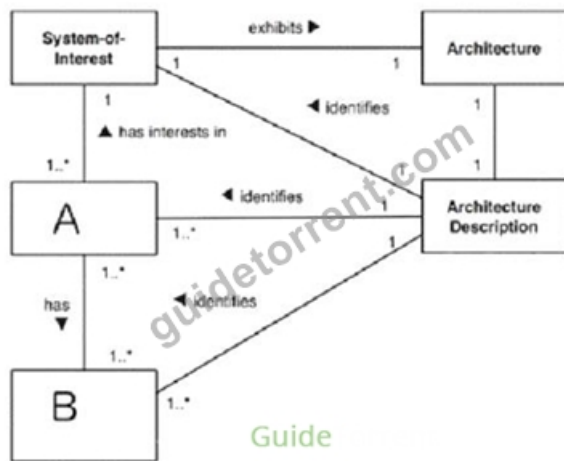 System-of-
Interest
exhibits ►
Architecture
1
1
1
1
◄ identifies
▲ has interests in
1..*
1
1
A
◄ identifies
1..*
1
Architecture
Description
1..*
1
has
▼
◄ identifies
1..*
B
1..*
guidetorrent.com
Guide